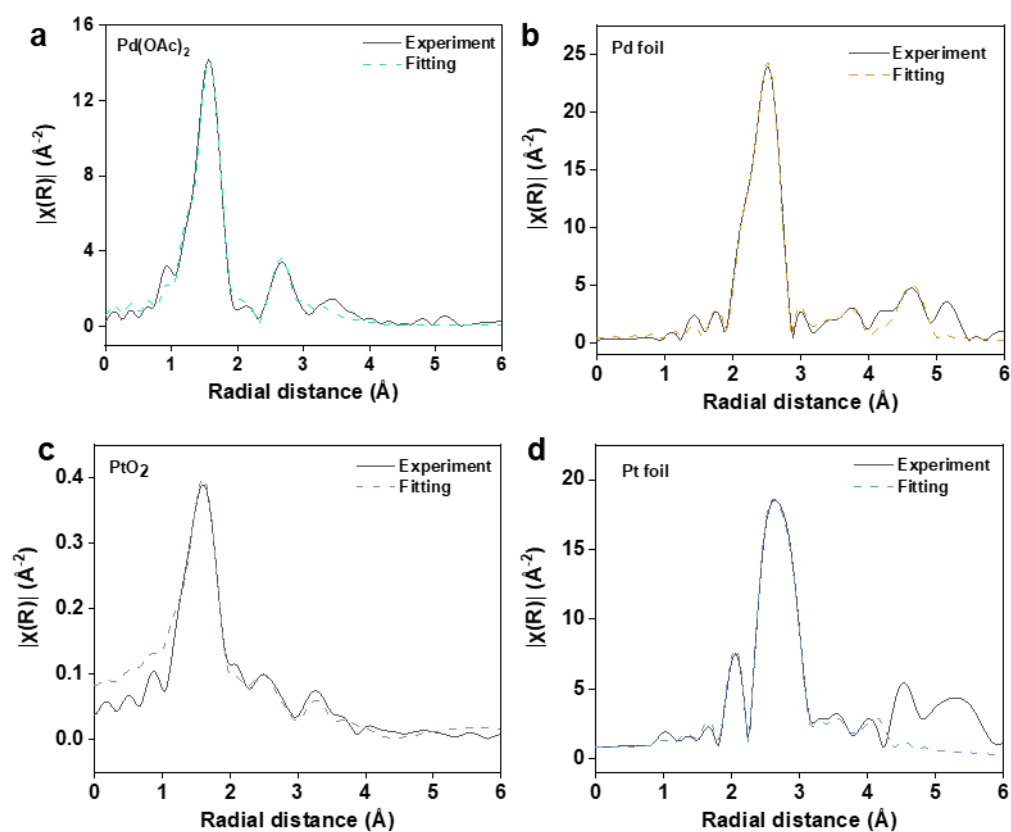 a
Pd(OAc)₂
Experiment
Fitting
16
12
8
4
0
|χ(R)| (Å⁻²)
0 1 2 3 4 5 6
Radial distance (Å)
b
Pd foil
Experiment
Fitting
25
20
15
10
5
0
|χ(R)| (Å⁻²)
0 1 2 3 4 5 6
Radial distance (Å)
c
PtO2
Experiment
Fitting
0.4
0.3
0.2
0.1
0.0
|χ(R)| (Å⁻²)
0 1 2 3 4 5 6
Radial distance (Å)
d
Pt foil
Experiment
Fitting
20
15
10
5
0
|χ(R)| (Å⁻²)
0 1 2 3 4 5 6
Radial distance (Å)